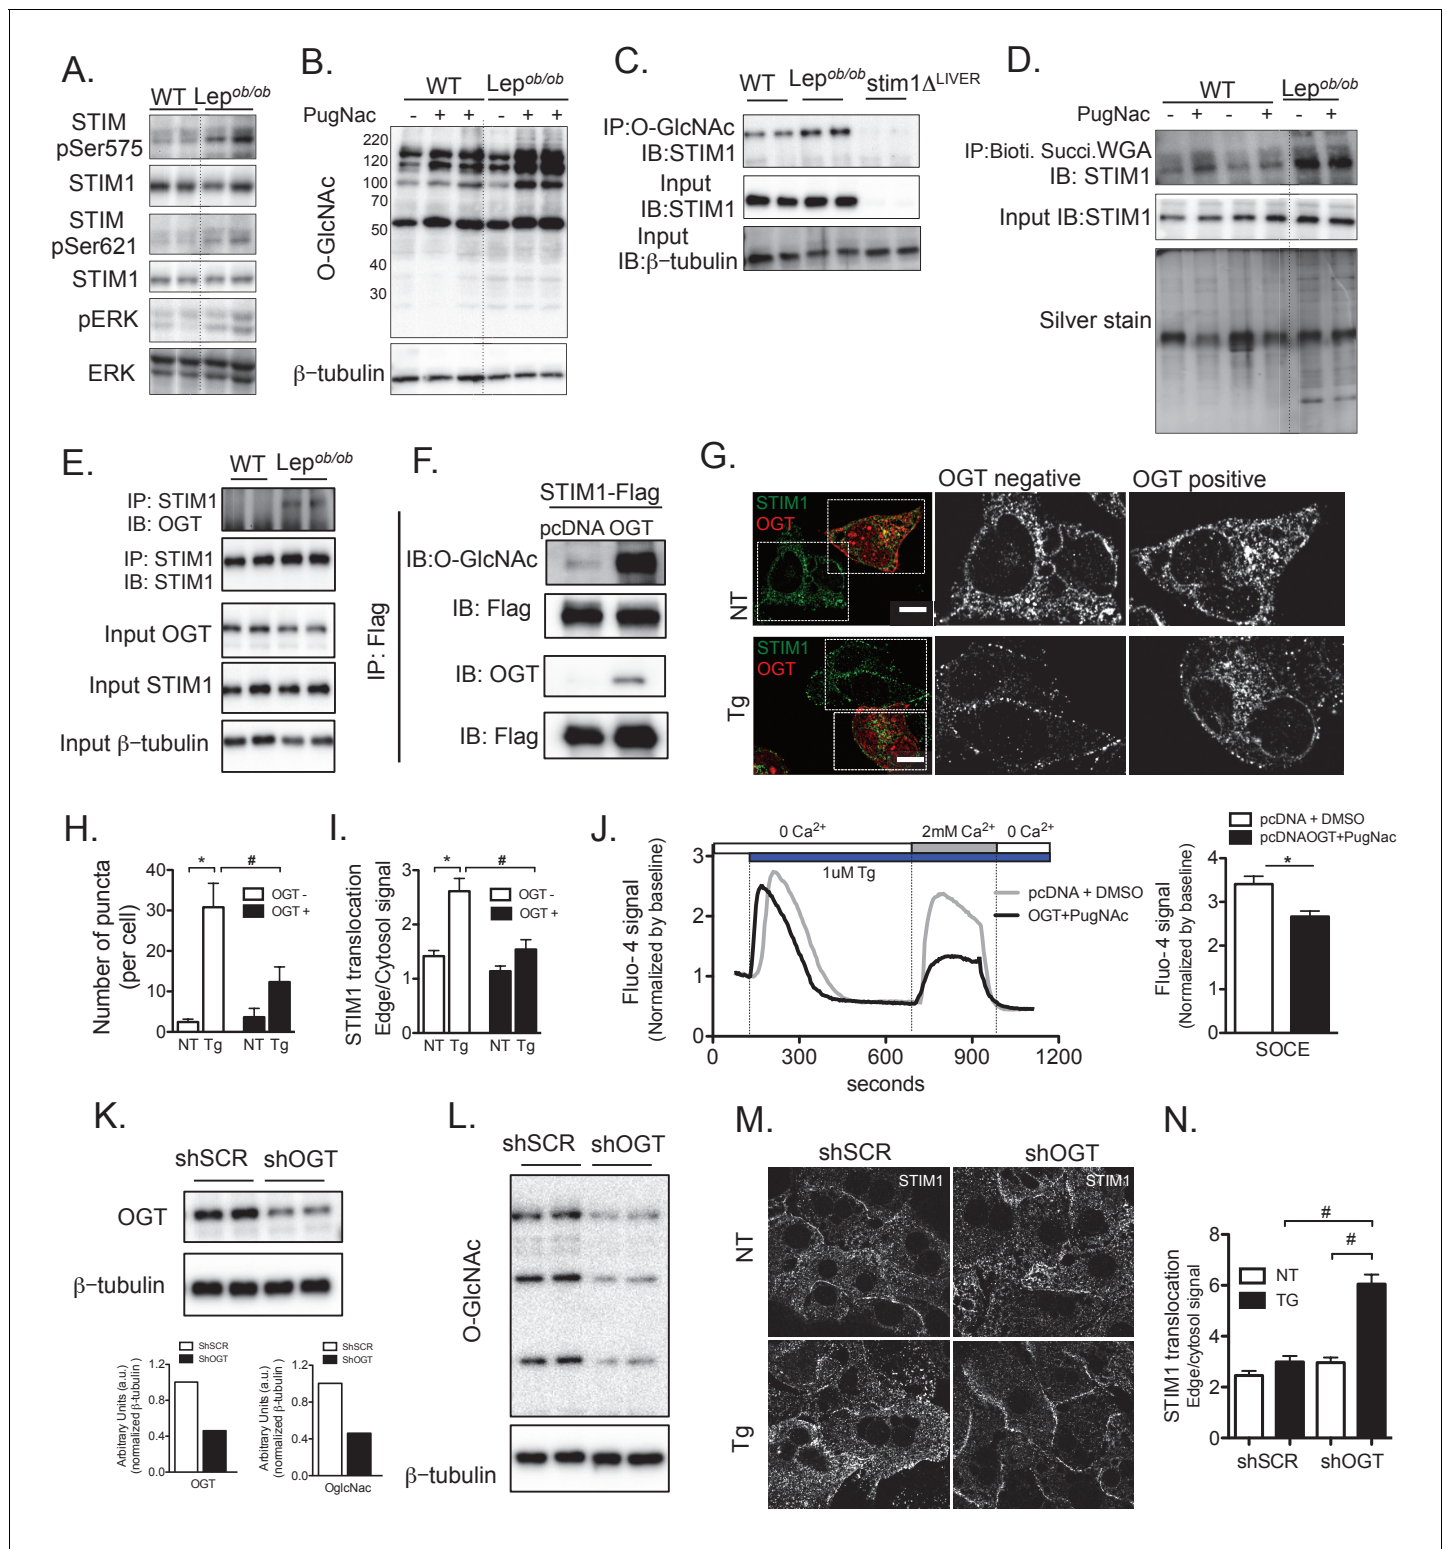 A.
WT Lep^ob/ob
STIM
pSer575
STIM1
STIM
pSer621
STIM1
pERK
ERK
B.
WT Lep^ob/ob
PugNac - + + - + +
220
120
100
70
50
40
30
O-GlcNAc
β-tubulin
C.
WT Lep^ob/ob stim1Δ^LIVER
IP:O-GlcNAc
IB:STIM1
Input
IB:STIM1
Input
IB:β-tubulin
D.
WT Lep^ob/ob
PugNac - + - + - +
IP:Bioti. Succi.WGA
IB: STIM1
Input IB:STIM1
Silver stain
E.
WT Lep^ob/ob
IP: STIM1
IB: OGT
IP: STIM1
IB: STIM1
Input OGT
Input STIM1
Input β-tubulin
F.
STIM1-Flag
pcDNA OGT
IP: Flag
IB:O-GlcNAc
IB: Flag
IB: OGT
IB: Flag
G.
OGT negative OGT positive
NT
STIM1
OGT
Tg
STIM1
OGT
H.
Number of puncta
(per cell)
40
30
20
10
0
* #
OGT -
OGT +
NT Tg NT Tg
I.
STIM1 translocation
Edge/Cytosol signal
3
2
1
0
* #
OGT -
OGT +
NT Tg NT Tg
J.
0 Ca2+ 2mM Ca2+ 0 Ca2+
1uM Tg
Fluo-4 signal
(Normalized by baseline)
3
2
1
0
pcDNA + DMSO
OGT+PugNAc
0 300 600 900 1200
seconds
pcDNA + DMSO
pcDNAOGT+PugNac
Fluo-4 signal
(Normalized by baseline)
4
3
2
1
0
*
SOCE
K.
shSCR shOGT
OGT
β-tubulin
ShSCR
ShOGT
Arbitrary Units (a.u.)
(normalized β-tubulin )
1.2
0.8
0.4
0.0
OGT
ShSCR
ShOGT
Arbitrary Units (a.u.)
(normalized β-tubulin )
1.2
0.8
0.4
0.0
OglcNac
L.
shSCR shOGT
O-GlcNAc
β-tubulin
M.
shSCR shOGT
NT
STIM1 STIM1
Tg
N.
STIM1 translocation
Edge/cytosol signal
8
6
4
2
0
#
#
NT
TG
shSCR shOGT